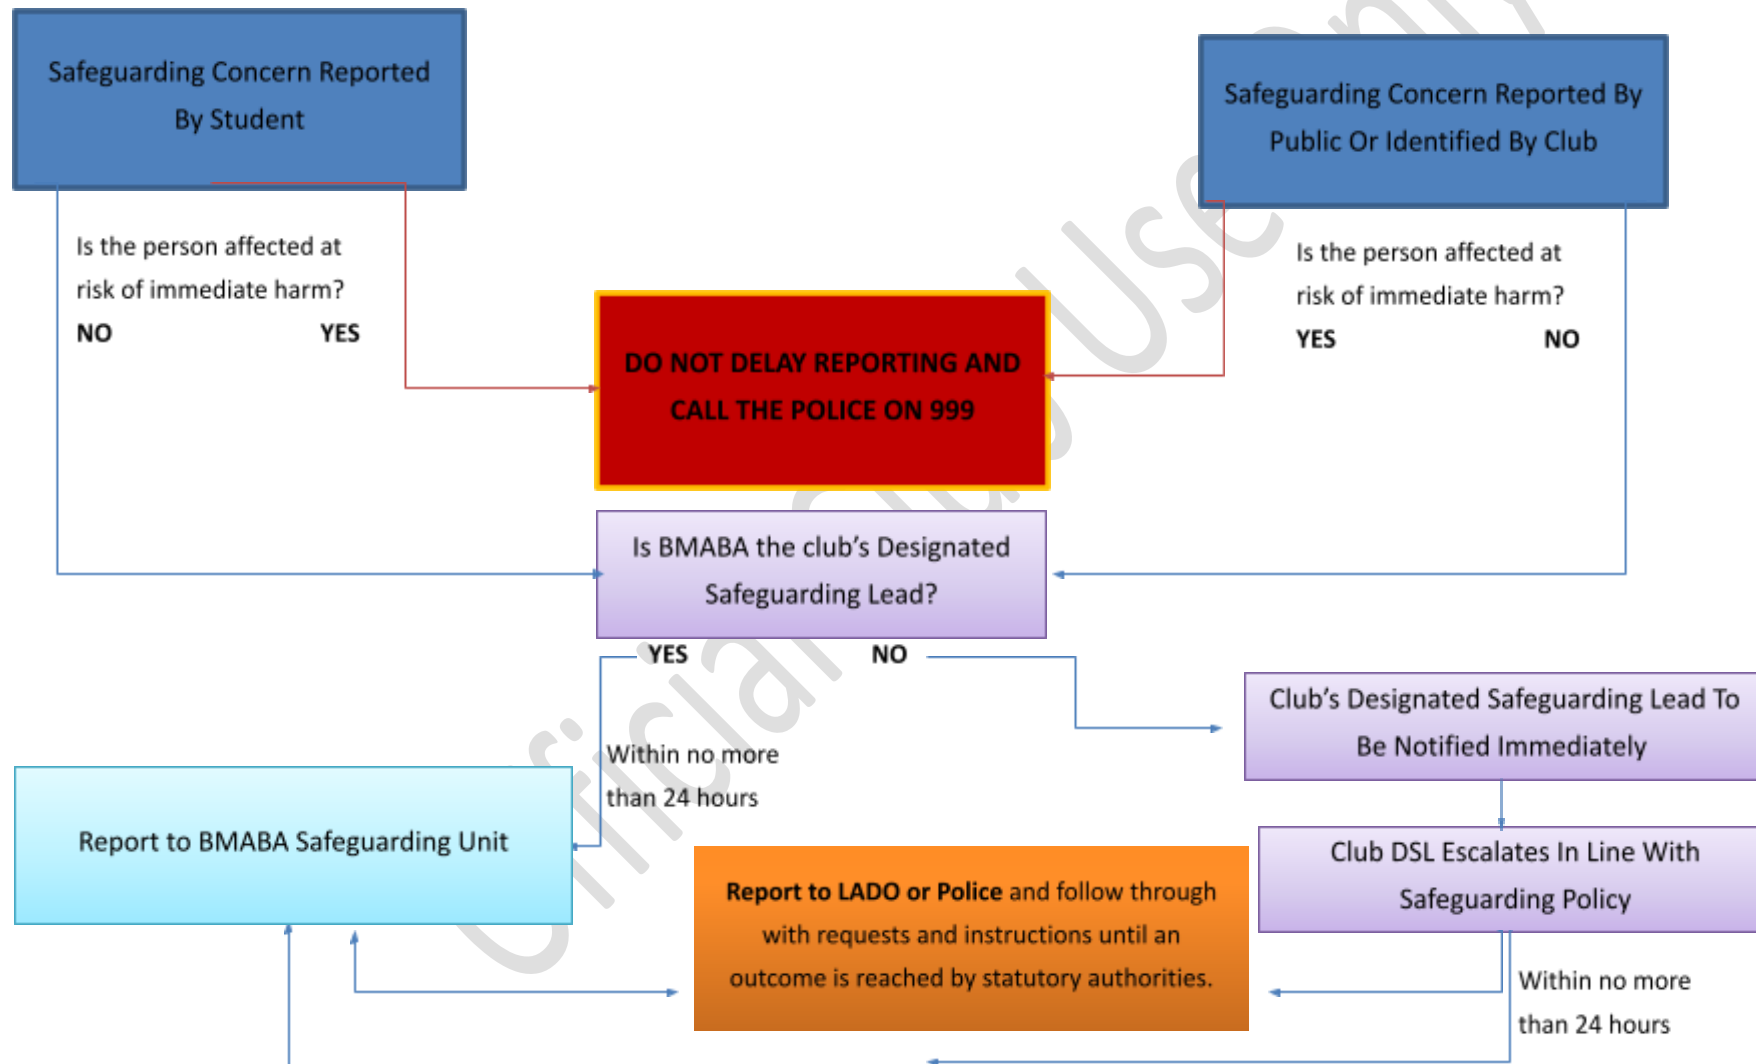 Safeguarding Concern Reported
By Student
Safeguarding Concern Reported By
Public Or Identified By Club
Is the person affected at
risk of immediate harm?
NO YES
Is the person affected at
risk of immediate harm?
YES NO
DO NOT DELAY REPORTING AND
CALL THE POLICE ON 999
Is BMABA the club's Designated
Safeguarding Lead?
YES NO
Club's Designated Safeguarding Lead To
Be Notified Immediately
Within no more
than 24 hours
Report to BMABA Safeguarding Unit
Club DSL Escalates In Line With
Safeguarding Policy
Report to LADO or Police and follow through
with requests and instructions until an
outcome is reached by statutory authorities.
Within no more
than 24 hours